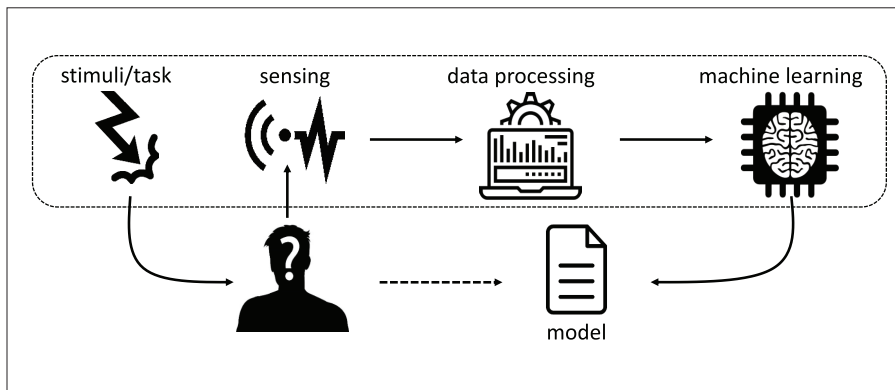 stimuli/task
sensing
data processing
machine learning
?
model